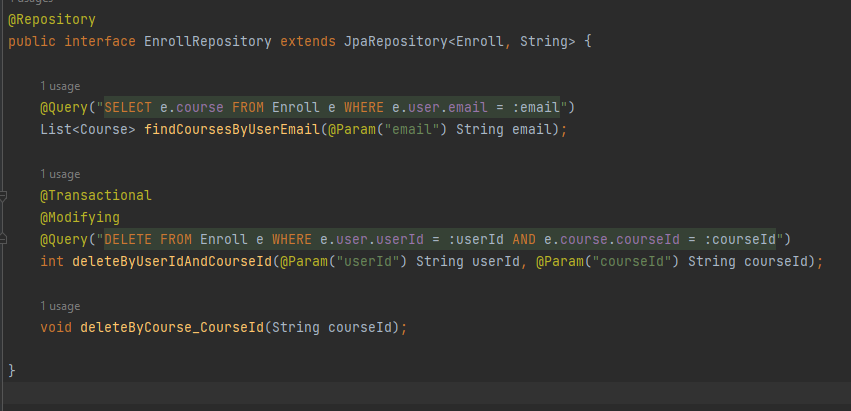 4 usages
@Repository
public interface EnrollRepository extends JpaRepository<Enroll, String> {
1 usage
@Query("SELECT e.course FROM Enroll e WHERE e.user.email = :email")
List<Course> findCoursesByUserEmail(@Param("email") String email);
1 usage
@Transactional
@Modifying
@Query("DELETE FROM Enroll e WHERE e.user.userId = :userId AND e.course.courseId = :courseId")
int deleteByUserIdAndCourseId(@Param("userId") String userId, @Param("courseId") String courseId);
1 usage
void deleteByCourse_CourseId(String courseId);
}